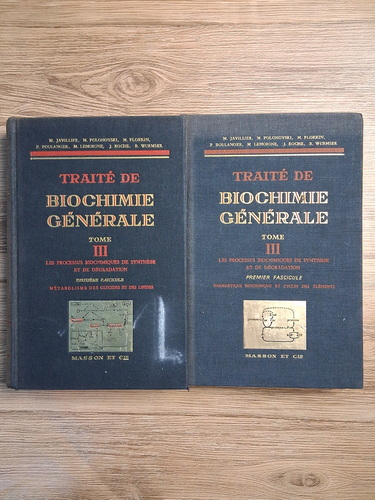 M. JAVILLIER, M. POLONOVSKI, M. FLORKIN,
P. BOULANGER, M. LEMOIGNE, J. ROCHE, R. WURMSER
TRAITÉ DE
BIOCHIMIE
GÉNÉRALE
TOME
III
LES PROCESSUS BIOCHIMIQUES DE SYNTHÈSE
ET DE DÉGRADATION
DEUXIÈME FASCICULE
MÉTABOLISME DES GLUCIDES ET DES LIPIDES
MASSON ET CIE
M. JAVILLIER, M. POLONOVSKI, M. FLORKIN,
P. BOULANGER, M. LEMOIGNE, J. ROCHE, R. WURMSER
TRAITÉ DE
BIOCHIMIE
GÉNÉRALE
TOME
III
LES PROCESSUS BIOCHIMIQUES DE SYNTHÈSE
ET DE DÉGRADATION
PREMIER FASCICULE
ÉNERGÉTIQUE BIOCHIMIQUE ET CYCLES DES ÉLÉMENTS
MASSON ET CIE